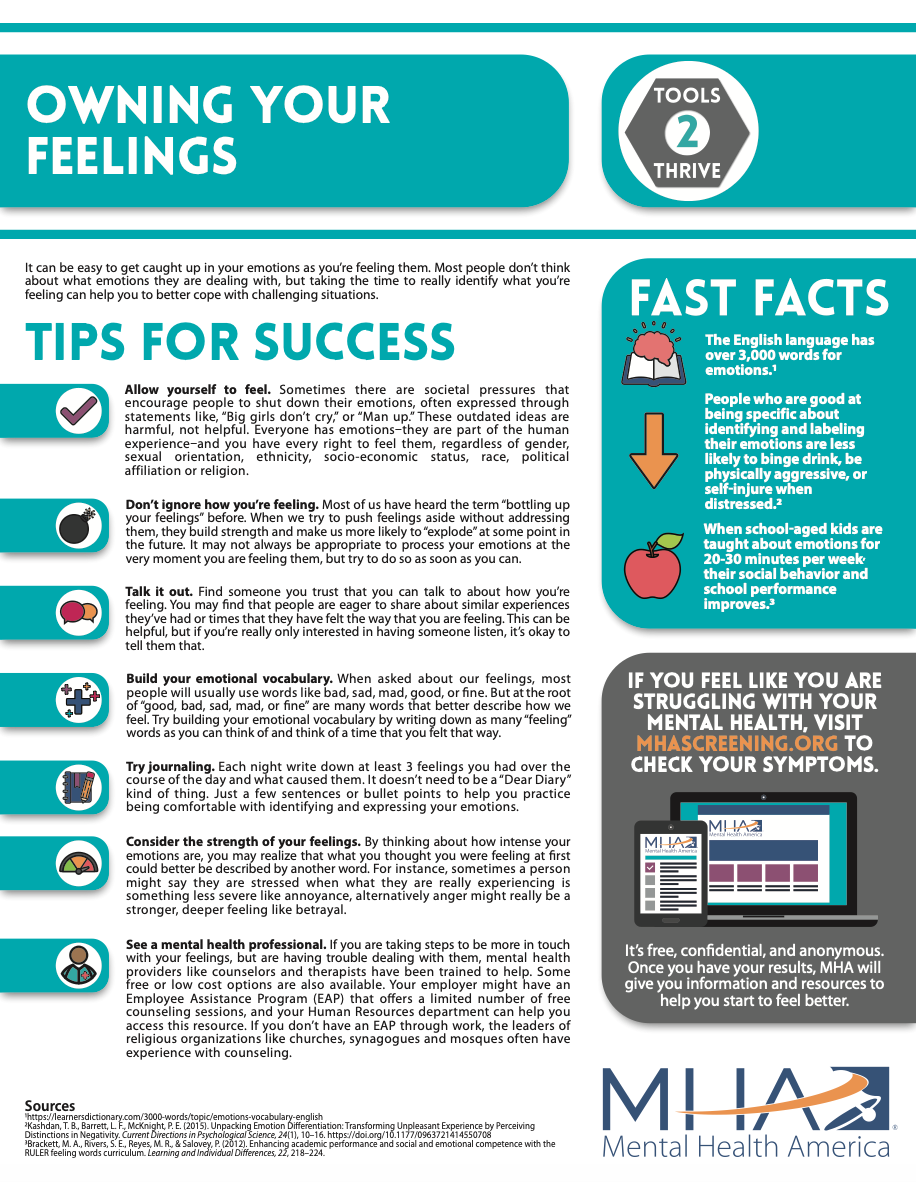 OWNING YOUR
FEELINGS
TOOLS
2
THRIVE
It can be easy to get caught up in your emotions as you’re feeling them. Most people don’t think
about what emotions they are dealing with, but taking the time to really identify what you’re
feeling can help you to better cope with challenging situations.
TIPS FOR SUCCESS
Allow yourself to feel. Sometimes there are societal pressures that
encourage people to shut down their emotions, often expressed through
statements like, “Big girls don’t cry,” or “Man up.” These outdated ideas are
harmful, not helpful. Everyone has emotions–they are part of the human
experience–and you have every right to feel them, regardless of gender,
sexual orientation, ethnicity, socio-economic status, race, political
affiliation or religion.
Don’t ignore how you’re feeling. Most of us have heard the term “bottling up
your feelings” before. When we try to push feelings aside without addressing
them, they build strength and make us more likely to “explode” at some point in
the future. It may not always be appropriate to process your emotions at the
very moment you are feeling them, but try to do so as soon as you can.
Talk it out. Find someone you trust that you can talk to about how you’re
feeling. You may find that people are eager to share about similar experiences
they’ve had or times that they have felt the way that you are feeling. This can be
helpful, but if you’re really only interested in having someone listen, it’s okay to
tell them that.
Build your emotional vocabulary. When asked about our feelings, most
people will usually use words like bad, sad, mad, good, or fine. But at the root
of “good, bad, sad, mad, or fine” are many words that better describe how we
feel. Try building your emotional vocabulary by writing down as many “feeling”
words as you can think of and think of a time that you felt that way.
Try journaling. Each night write down at least 3 feelings you had over the
course of the day and what caused them. It doesn’t need to be a “Dear Diary”
kind of thing. Just a few sentences or bullet points to help you practice
being comfortable with identifying and expressing your emotions.
Consider the strength of your feelings. By thinking about how intense your
emotions are, you may realize that what you thought you were feeling at first
could better be described by another word. For instance, sometimes a person
might say they are stressed when what they are really experiencing is
something less severe like annoyance, alternatively anger might really be a
stronger, deeper feeling like betrayal.
See a mental health professional. If you are taking steps to be more in touch
with your feelings, but are having trouble dealing with them, mental health
providers like counselors and therapists have been trained to help. Some
free or low cost options are also available. Your employer might have an
Employee Assistance Program (EAP) that offers a limited number of free
counseling sessions, and your Human Resources department can help you
access this resource. If you don’t have an EAP through work, the leaders of
religious organizations like churches, synagogues and mosques often have
experience with counseling.
Sources
¹https://learnersdictionary.com/3000-words/topic/emotions-vocabulary-english
²Kashdan, T. B., Barrett, L. F., McKnight, P. E. (2015). Unpacking Emotion Differentiation: Transforming Unpleasant Experience by Perceiving
Distinctions in Negativity. Current Directions in Psychological Science, 24(1), 10–16. https://doi.org/10.1177/0963721414550708
³Brackett, M. A., Rivers, S. E., Reyes, M. R., & Salovey, P. (2012). Enhancing academic performance and social and emotional competence with the
RULER feeling words curriculum. Learning and Individual Differences, 22, 218–224.
FAST FACTS
The English language has
over 3,000 words for
emotions.¹
People who are good at
being specific about
identifying and labeling
their emotions are less
likely to binge drink, be
physically aggressive, or
self-injure when
distressed.²
When school-aged kids are
taught about emotions for
20-30 minutes per week,
their social behavior and
school performance
improves.³
IF YOU FEEL LIKE YOU ARE
STRUGGLING WITH YOUR
MENTAL HEALTH, VISIT
MHASCREENING.ORG TO
CHECK YOUR SYMPTOMS.
MHA
Mental Health America
MHA
Mental Health America
It’s free, confidential, and anonymous.
Once you have your results, MHA will
give you information and resources to
help you start to feel better.
MHA®
Mental Health America